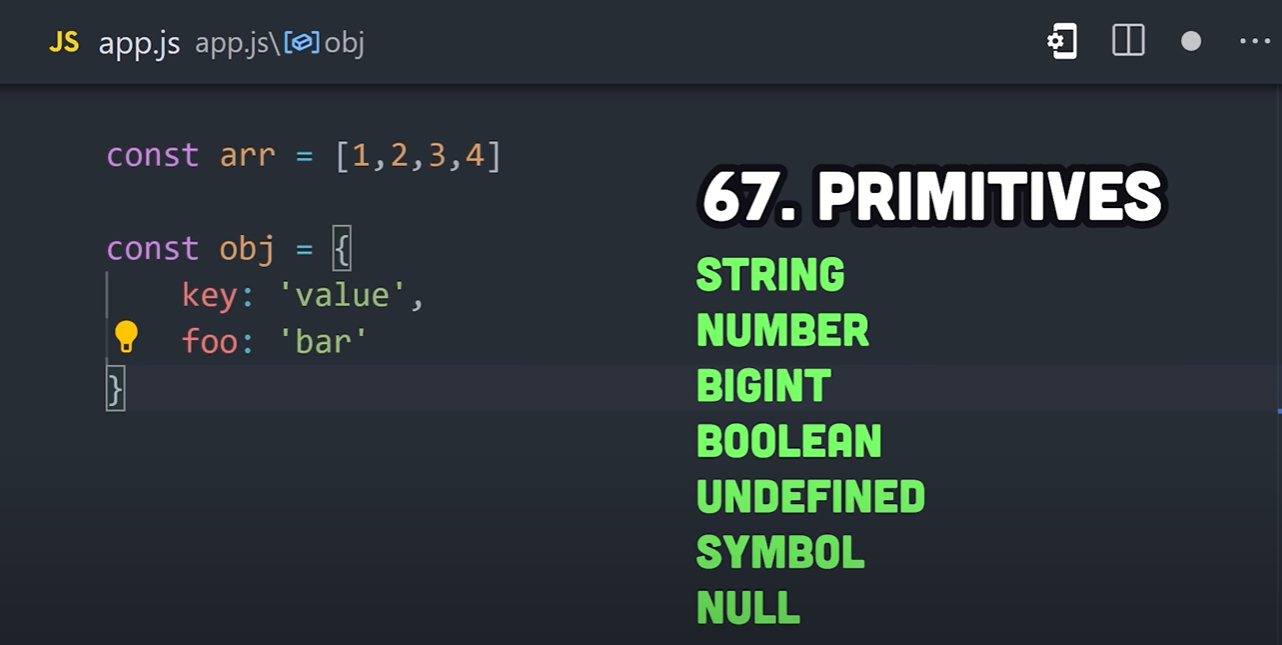 JS app.js app.js\obj
const arr = [1,2,3,4]
const obj = {
key: 'value',
foo: 'bar'
}
67. PRIMITIVES
STRING
NUMBER
BIGINT
BOOLEAN
UNDEFINED
SYMBOL
NULL